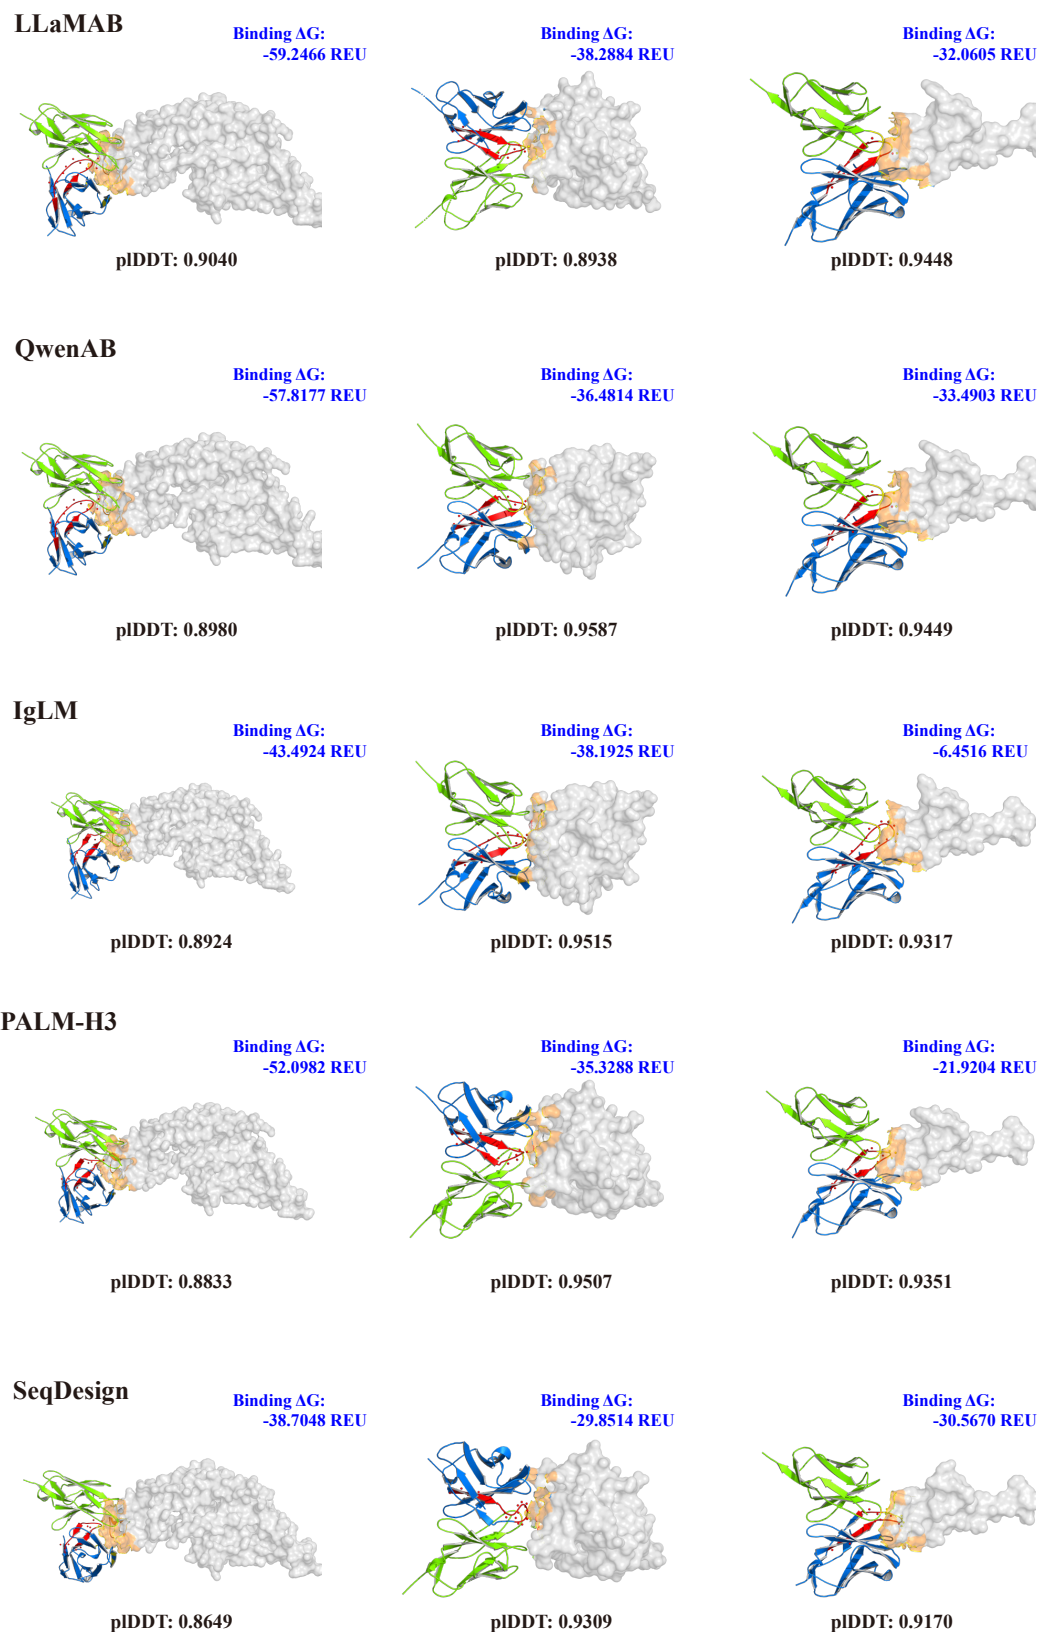 LLaMAB
Binding ΔG:
-59.2466 REU
Binding ΔG:
-38.2884 REU
Binding ΔG:
-32.0605 REU
plDDT: 0.9040
plDDT: 0.8938
plDDT: 0.9448
QwenAB
Binding ΔG:
-57.8177 REU
Binding ΔG:
-36.4814 REU
Binding ΔG:
-33.4903 REU
plDDT: 0.8980
plDDT: 0.9587
plDDT: 0.9449
IgLM
Binding ΔG:
-43.4924 REU
Binding ΔG:
-38.1925 REU
Binding ΔG:
-6.4516 REU
plDDT: 0.8924
plDDT: 0.9515
plDDT: 0.9317
PALM-H3
Binding ΔG:
-52.0982 REU
Binding ΔG:
-35.3288 REU
Binding ΔG:
-21.9204 REU
plDDT: 0.8833
plDDT: 0.9507
plDDT: 0.9351
SeqDesign
Binding ΔG:
-38.7048 REU
Binding ΔG:
-29.8514 REU
Binding ΔG:
-30.5670 REU
plDDT: 0.8649
plDDT: 0.9309
plDDT: 0.9170